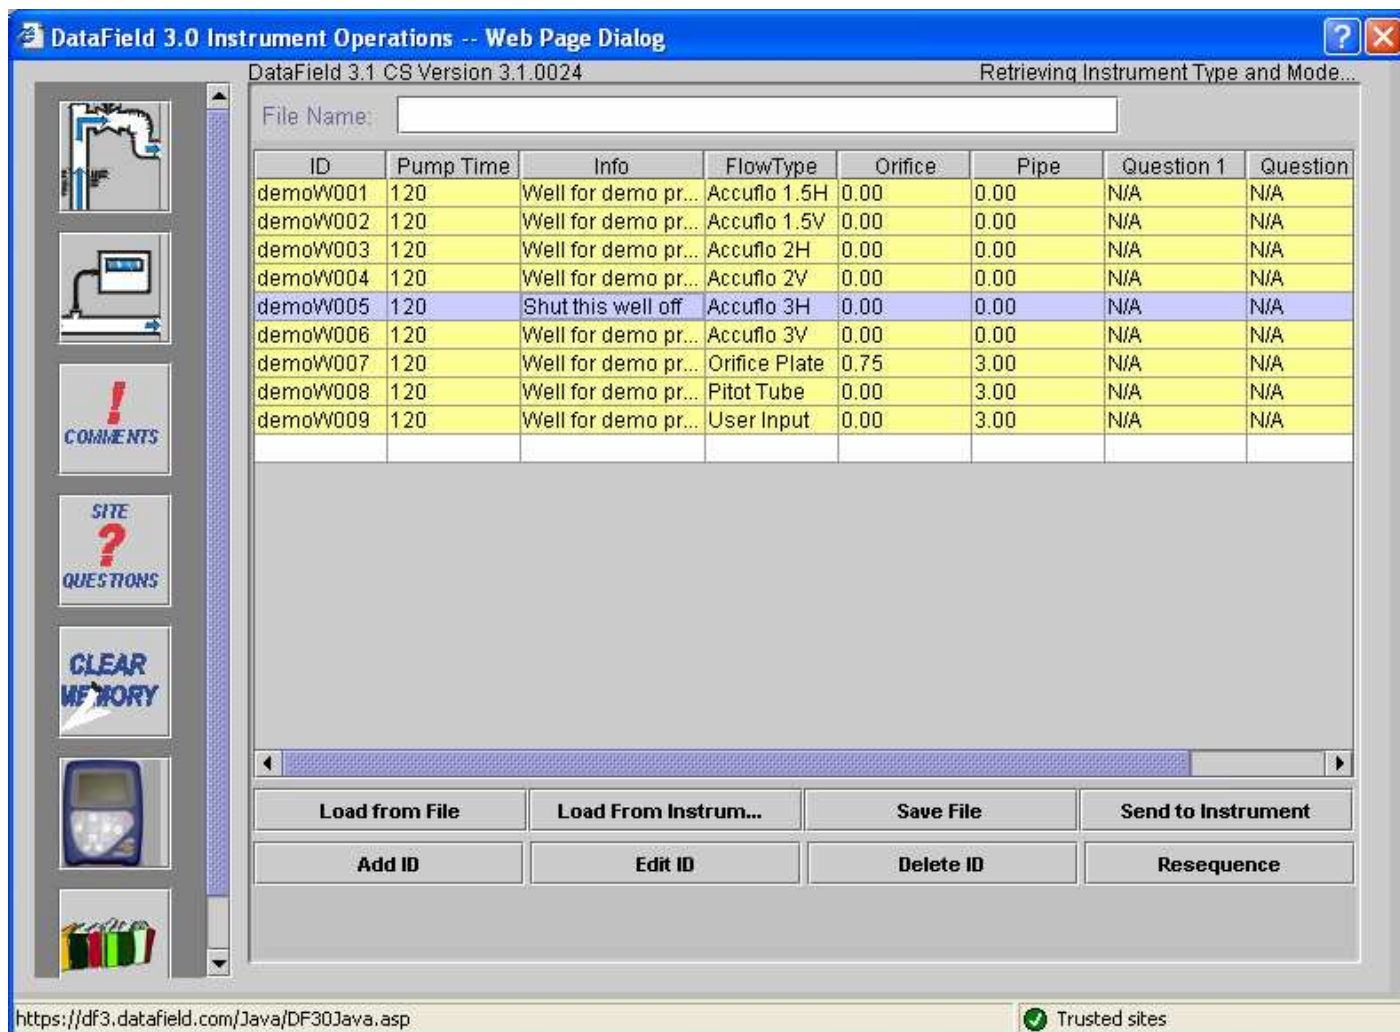 DataField 3.0 Instrument Operations -- Web Page Dialog
DataField 3.1 CS Version 3.1.0024 Retrieving Instrument Type and Mode...
File Name:
ID Pump Time Info FlowType Orifice Pipe Question 1 Question
demoW001 120 Well for demo pr... Accuflo 1.5H 0.00 0.00 N/A N/A
demoW002 120 Well for demo pr... Accuflo 1.5V 0.00 0.00 N/A N/A
demoW003 120 Well for demo pr... Accuflo 2H 0.00 0.00 N/A N/A
demoW004 120 Well for demo pr... Accuflo 2V 0.00 0.00 N/A N/A
demoW005 120 Shut this well off Accuflo 3H 0.00 0.00 N/A N/A
demoW006 120 Well for demo pr... Accuflo 3V 0.00 0.00 N/A N/A
demoW007 120 Well for demo pr... Orifice Plate 0.75 3.00 N/A N/A
demoW008 120 Well for demo pr... Pitot Tube 0.00 3.00 N/A N/A
demoW009 120 Well for demo pr... User Input 0.00 3.00 N/A N/A
!
COMMENTS
SITE
?
QUESTIONS
CLEAR
MEMORY
Load from File Load From Instrum... Save File Send to Instrument
Add ID Edit ID Delete ID Resequence
https://df3.datafield.com/Java/DF30Java.asp Trusted sites